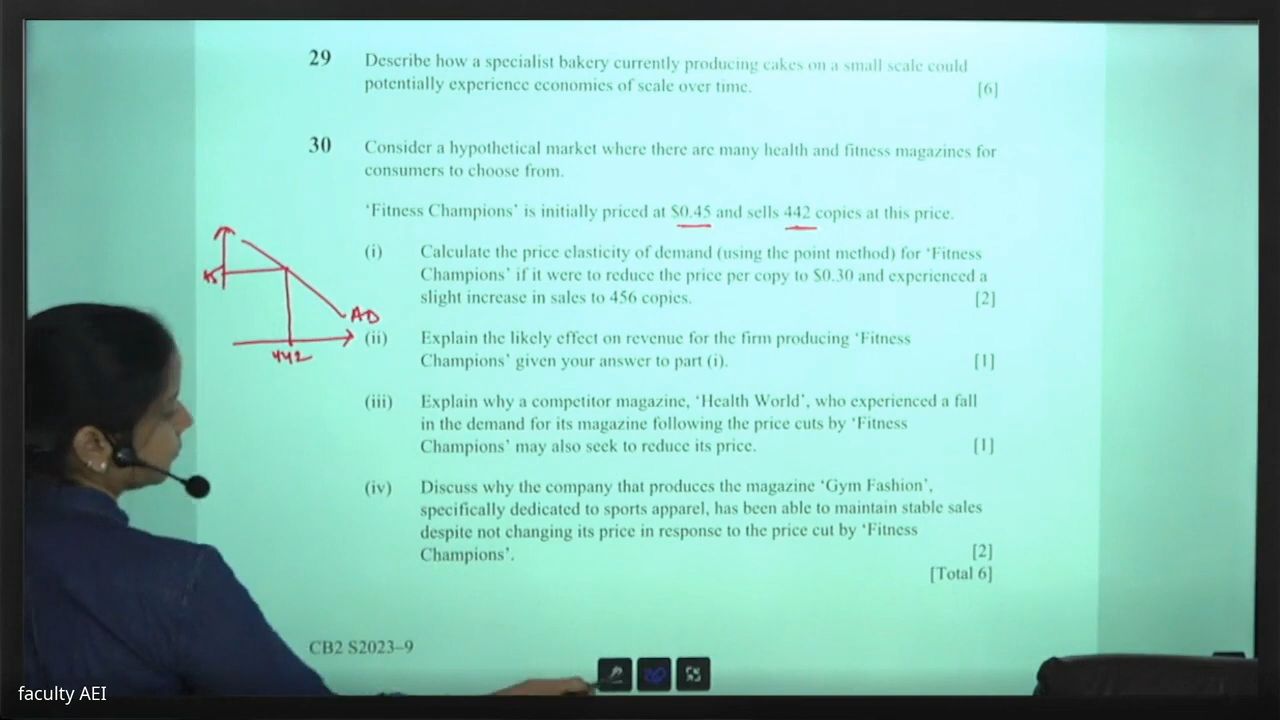 29 Describe how a specialist bakery currently producing cakes on a small scale could
potentially experience economies of scale over time. [6]
30 Consider a hypothetical market where there are many health and fitness magazines for
consumers to choose from.
‘Fitness Champions’ is initially priced at $0.45 and sells 442 copies at this price.
(i) Calculate the price elasticity of demand (using the point method) for ‘Fitness
Champions’ if it were to reduce the price per copy to $0.30 and experienced a
slight increase in sales to 456 copies. [2]
AD
442
(ii) Explain the likely effect on revenue for the firm producing ‘Fitness
Champions’ given your answer to part (i). [1]
(iii) Explain why a competitor magazine, ‘Health World’, who experienced a fall
in the demand for its magazine following the price cuts by ‘Fitness
Champions’ may also seek to reduce its price. [1]
(iv) Discuss why the company that produces the magazine ‘Gym Fashion’,
specifically dedicated to sports apparel, has been able to maintain stable sales
despite not changing its price in response to the price cut by ‘Fitness
Champions’. [2]
[Total 6]
CB2 S2023–9
faculty AEI